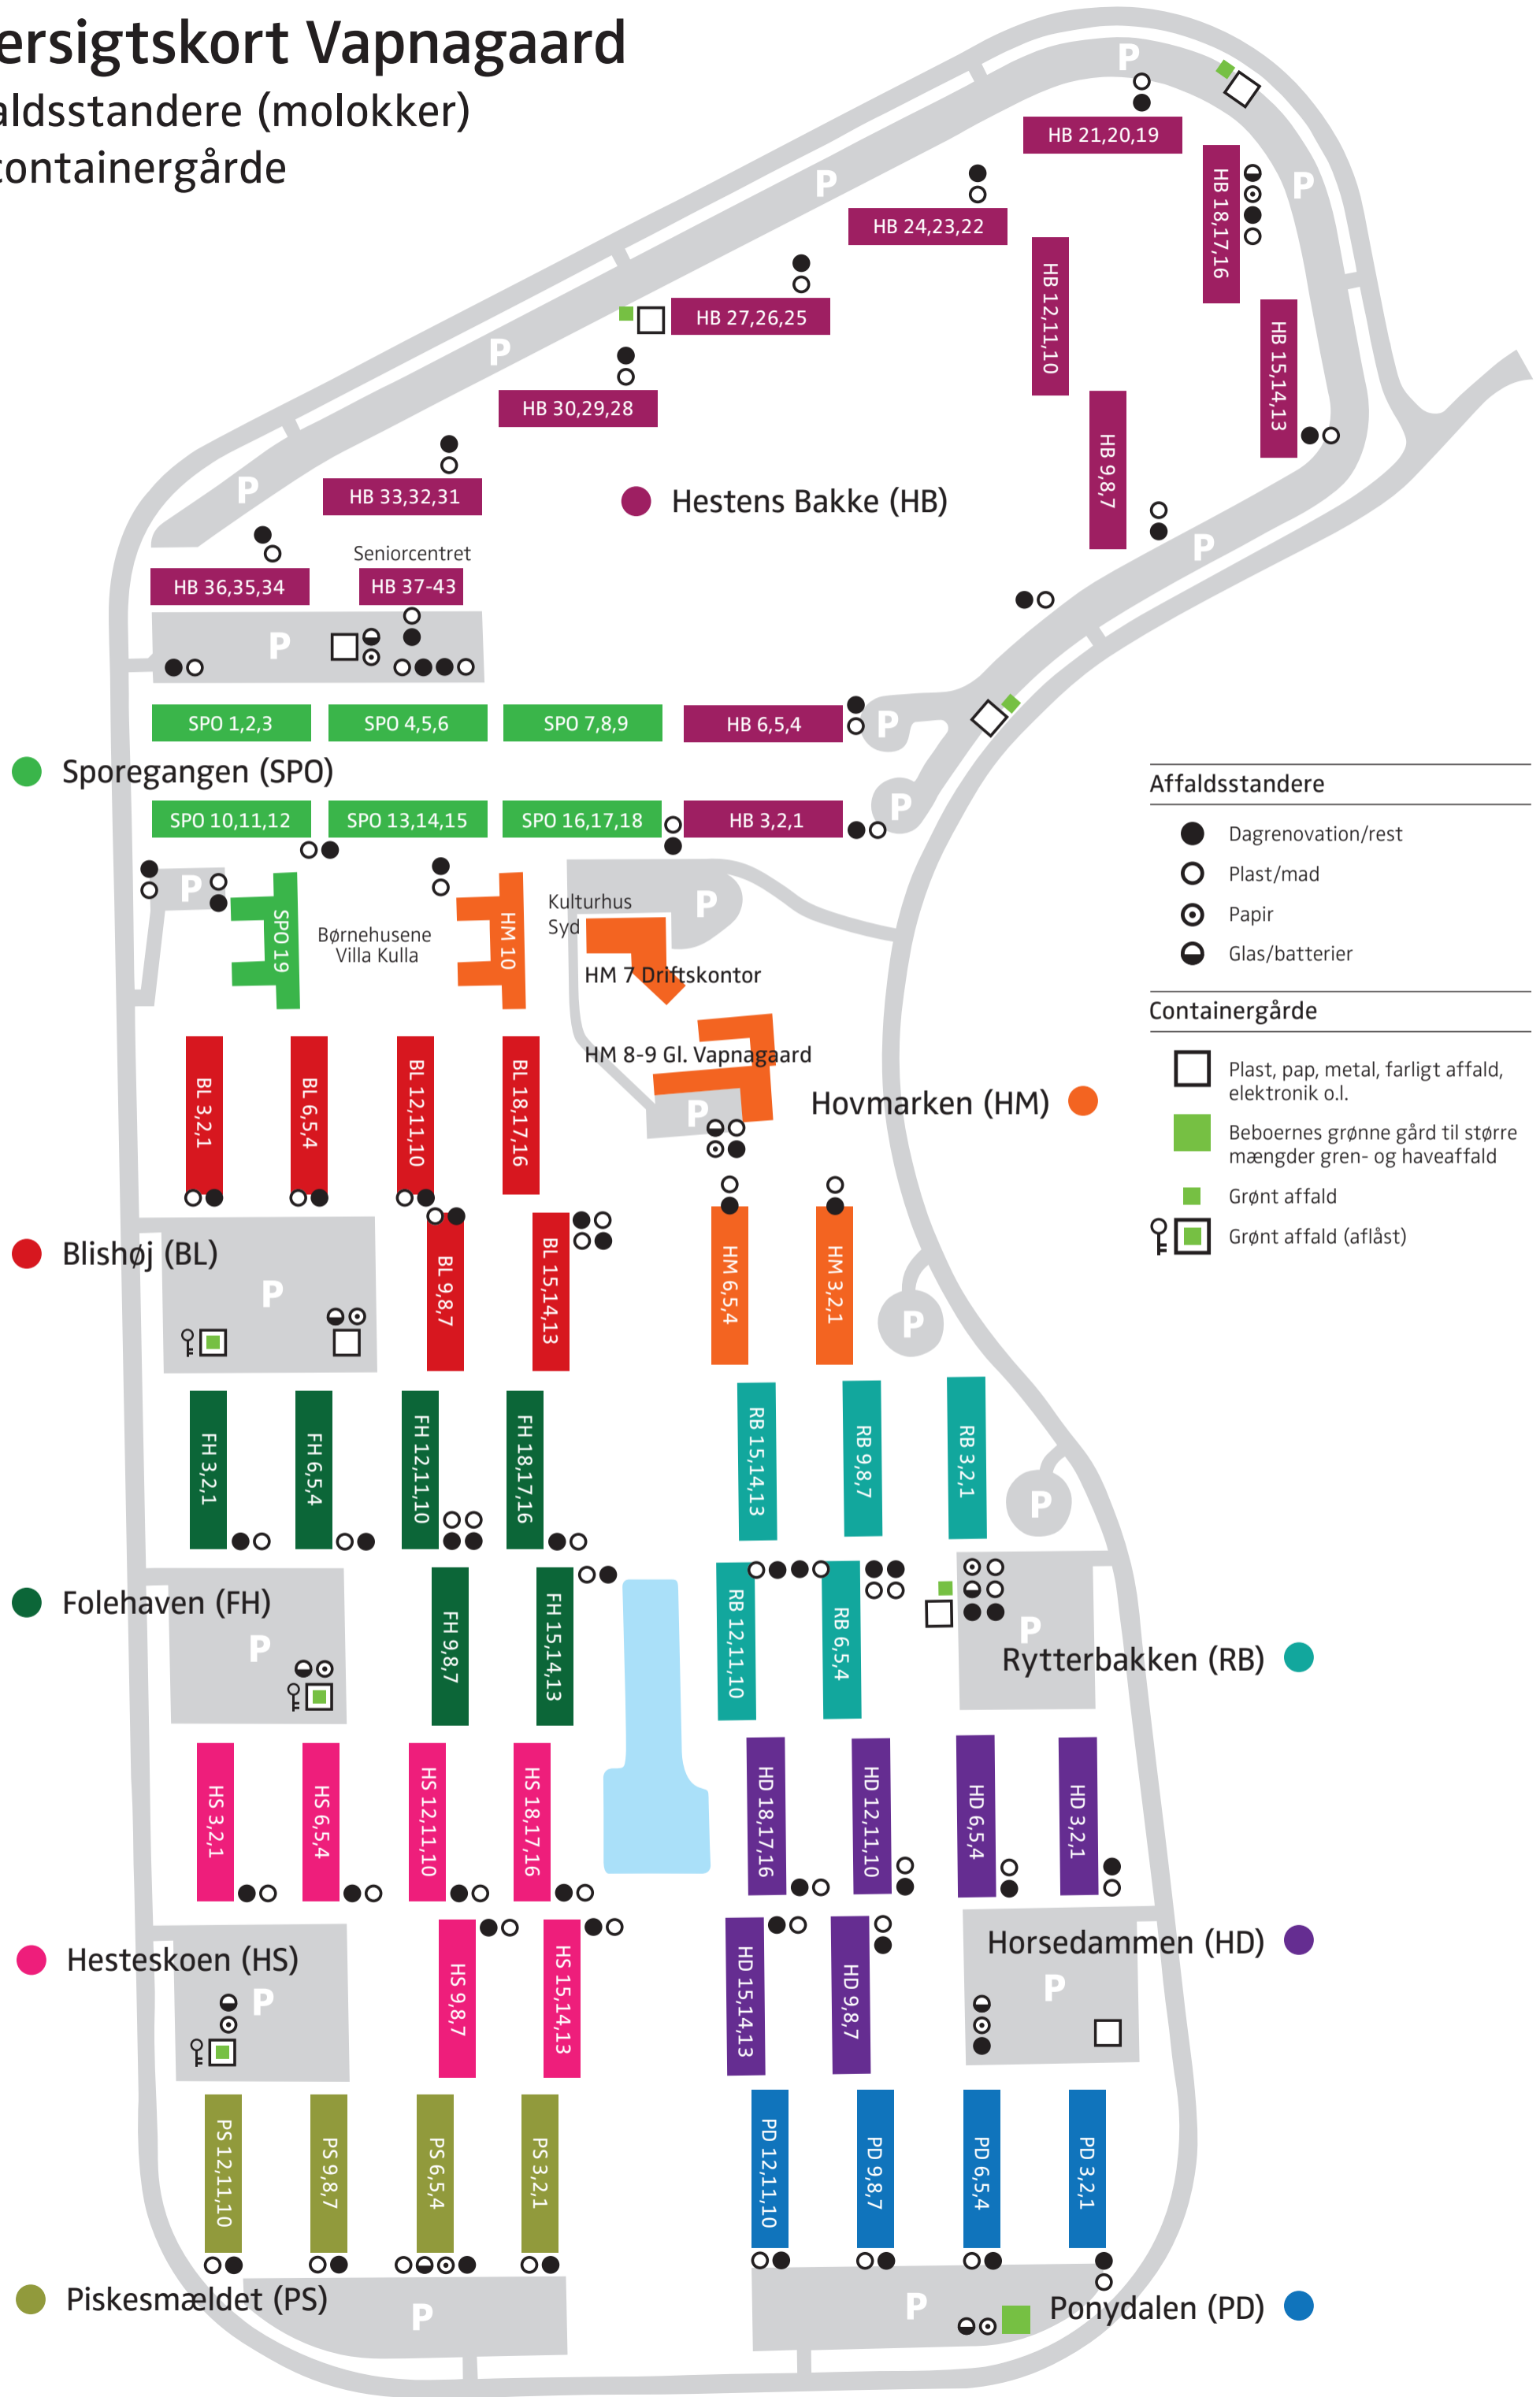 ersigtskort Vapnagaard
aldsstandere (molokker)
containergårde
P
HB 21,20,19
P
HB 18,17,16
P
HB 24,23,22
HB 12,11,10
HB 27,26,25
HB 15,14,13
P
HB 30,29,28
HB 9,8,7
P
HB 33,32,31
Hestens Bakke (HB)
P
Seniorcentret
HB 36,35,34
HB 37-43
P
SPO 1,2,3
SPO 4,5,6
SPO 7,8,9
HB 6,5,4
P
Sporegangen (SPO)
P
SPO 10,11,12
SPO 13,14,15
SPO 16,17,18
HB 3,2,1
Affaldsstandere
Dagrenovation/rest
Plast/mad
Papir
Glas/batterier
Containergårde
Plast, pap, metal, farligt affald,
elektronik o.l.
Beboernes grønne gård til større
mængder gren- og haveaffald
Grønt affald
Grønt affald (aflåst)
P
SPO 19
Børnehusene
Villa Kulla
HM 10
Kulturhus
Syd
P
HM 7 Driftskontor
HM 8-9 Gl. Vapnagaard
P
Hovmarken (HM)
BL 3,2,1
BL 6,5,4
BL 12,11,10
BL 18,17,16
Blishøj (BL)
P
BL 9,8,7
BL 15,14,13
HM 6,5,4
HM 3,2,1
P
FH 3,2,1
FH 6,5,4
FH 12,11,10
FH 18,17,16
RB 15,14,13
RB 9,8,7
RB 3,2,1
P
Folehaven (FH)
P
FH 9,8,7
FH 15,14,13
RB 12,11,10
RB 6,5,4
P
Rytterbakken (RB)
HS 3,2,1
HS 6,5,4
HS 12,11,10
HS 18,17,16
HD 18,17,16
HD 12,11,10
HD 6,5,4
HD 3,2,1
Hesteskoen (HS)
P
HS 9,8,7
HS 15,14,13
HD 15,14,13
HD 9,8,7
Horsedammen (HD)
P
PS 12,11,10
PS 9,8,7
PS 6,5,4
PS 3,2,1
PD 12,11,10
PD 9,8,7
PD 6,5,4
PD 3,2,1
Piskesmældet (PS)
P
P
Ponydalen (PD)